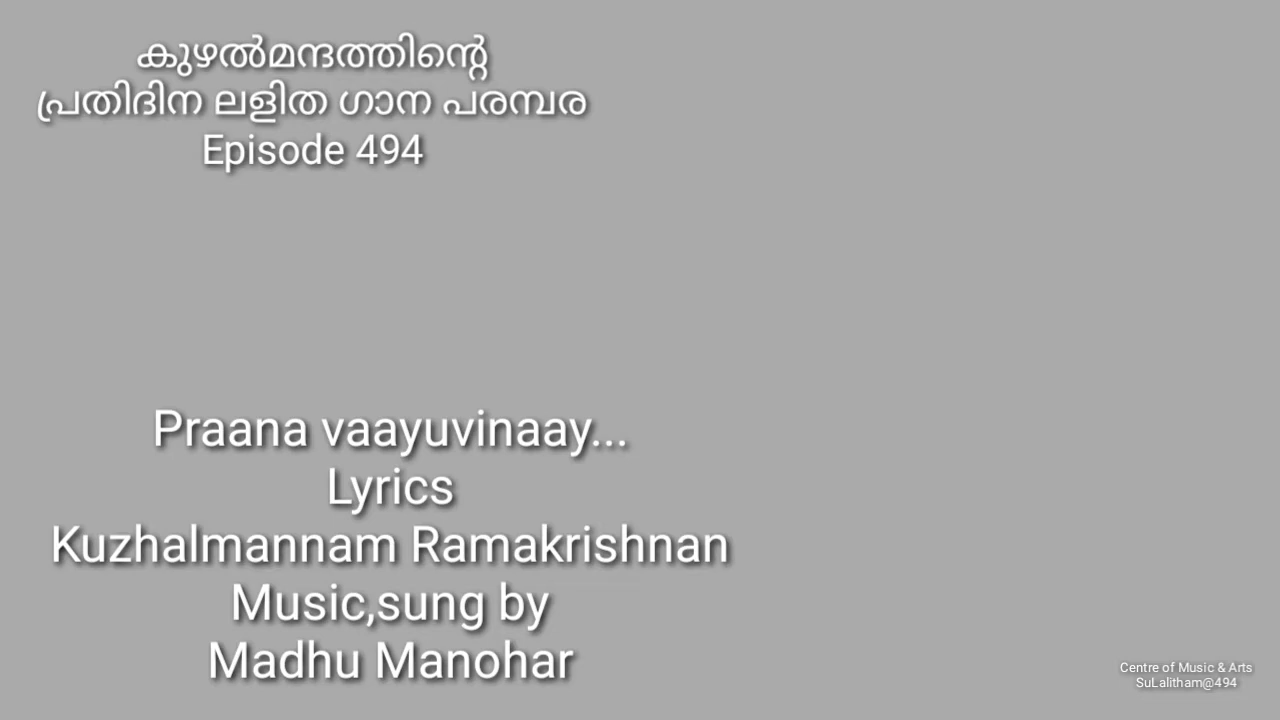 കുഴൽമന്ദത്തിന്റെ
പ്രതിദിന ലളിത ഗാന പരമ്പര
Episode 494
Praana vaayuvinaay...
Lyrics
Kuzhalmannam Ramakrishnan
Music,sung by
Madhu Manohar
Centre of Music & Arts
SuLalitham@494